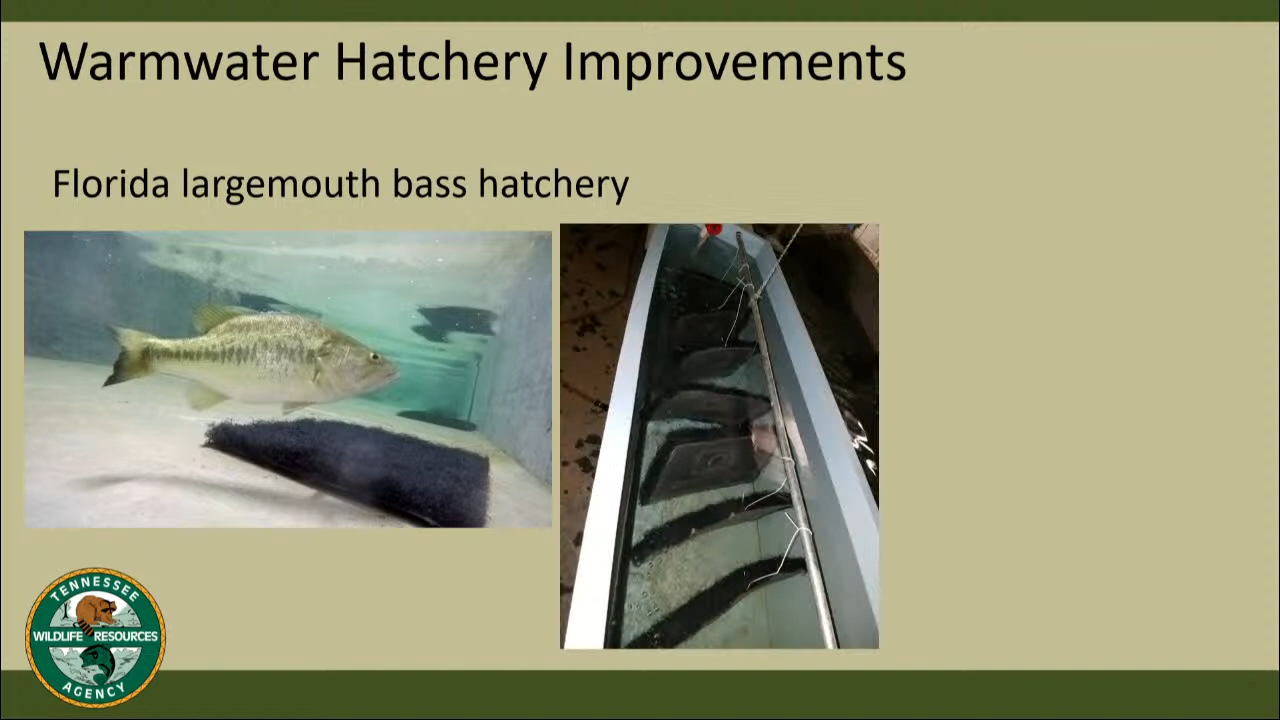 Warmwater Hatchery Improvements
Florida largemouth bass hatchery
TENNESSEE
WILDLIFE RESOURCES
AGENCY